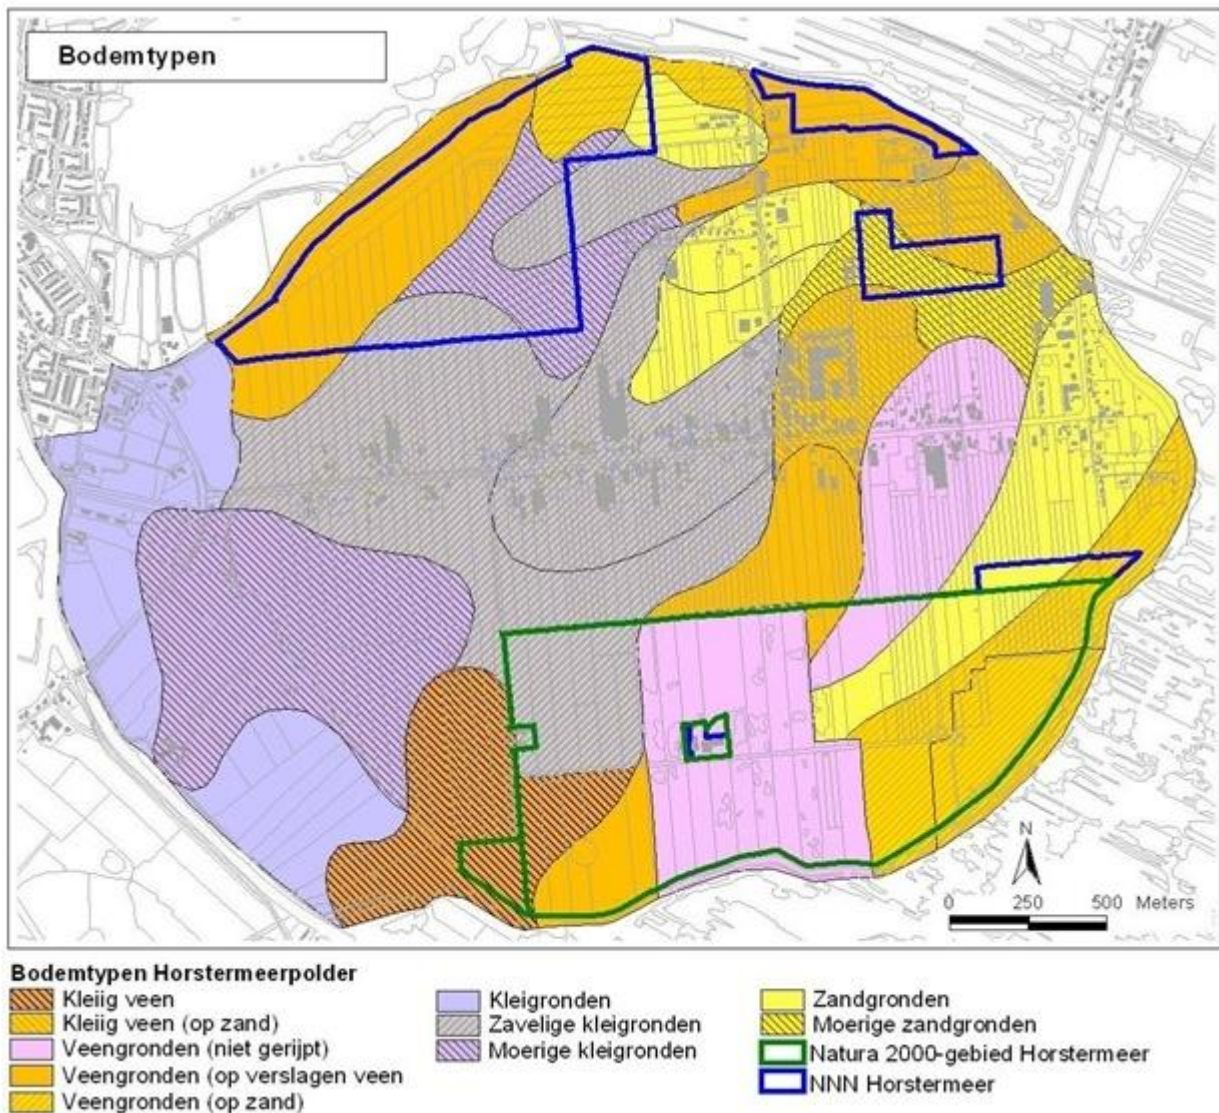 Bodemtypen
N
0 250 500 Meters
Bodemtypen Horstermeerpolder
Kleiig veen
Kleiig veen (op zand)
Veengronden (niet gerijpt)
Veengronden (op verslagen veen
Veengronden (op zand)
Kleigronden
Zavelige kleigronden
Moerige kleigronden
Zandgronden
Moerige zandgronden
Natura 2000-gebied Horstermeer
NNN Horstermeer